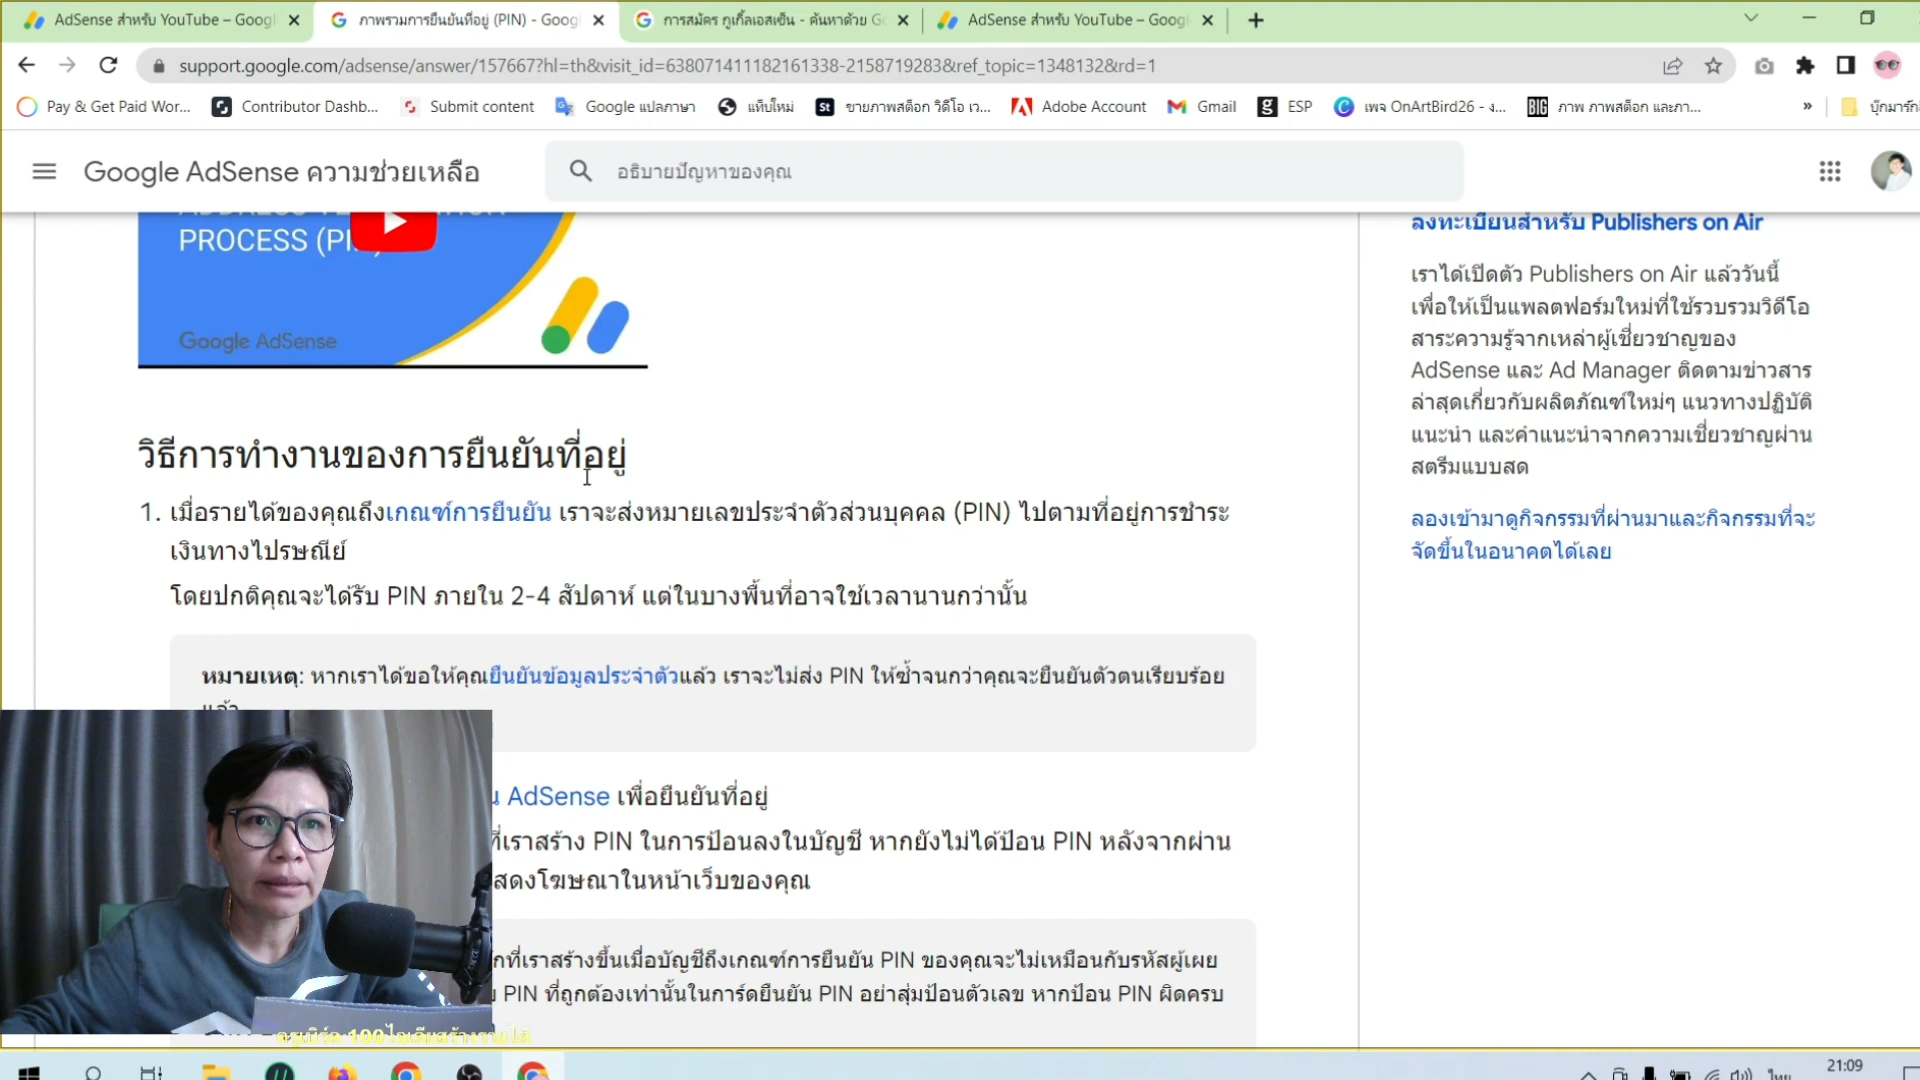 AdSense สำหรับ YouTube – Googl
ภาพรวมการยืนยันที่อยู่ (PIN) - Goog
การสมัคร กูเกิ้ลเอสเซ็น - ค้นหาด้วย Go
AdSense สำหรับ YouTube – Googl
support.google.com/adsense/answer/157667?hl=th&visit_id=638071411182161338-2158719283&ref_topic=1348132&rd=1
Pay & Get Paid Wor...
Contributor Dashb...
Submit content
Google แปลภาษา
แท็บใหม่
St
ขายภาพสต็อก วิดีโอ เว...
Adobe Account
Gmail
ESP
เพจ OnArtBird26 - ง...
BIG
ภาพ ภาพสต็อก และภา...
»
Google AdSense ความช่วยเหลือ
อธิบายปัญหาของคุณ
PROCESS (PI
Google AdSense
วิธีการทำงานของการยืนยันที่อยู่
1. เมื่อรายได้ของคุณถึงเกณฑ์การยืนยัน เราจะส่งหมายเลขประจำตัวส่วนบุคคล (PIN) ไปตามที่อยู่การชำระ
เงินทางไปรษณีย์
โดยปกติคุณจะได้รับ PIN ภายใน 2-4 สัปดาห์ แต่ในบางพื้นที่อาจใช้เวลานานกว่านั้น
หมายเหตุ: หากเราได้ขอให้คุณยืนยันข้อมูลประจำตัวแล้ว เราจะไม่ส่ง PIN ให้ซ้ำจนกว่าคุณจะยืนยันตัวตนเรียบร้อย
แล้ว
AdSense เพื่อยืนยันที่อยู่
ที่เราสร้าง PIN ในการป้อนลงในบัญชี หากยังไม่ได้ป้อน PIN หลังจากผ่าน
สดงโฆษณาในหน้าเว็บของคุณ
กที่เราสร้างขึ้นเมื่อบัญชีถึงเกณฑ์การยืนยัน PIN ของคุณจะไม่เหมือนกับรหัสผู้เผย
PIN ที่ถูกต้องเท่านั้นในการ์ดยืนยัน PIN อย่าสุ่มป้อนตัวเลข หากป้อน PIN ผิดครบ
ลงทะเบียนสำหรับ Publishers on Air
เราได้เปิดตัว Publishers on Air แล้ววันนี้
เพื่อให้เป็นแพลตฟอร์มใหม่ที่ใช้รวบรวมวิดีโอ
สาระความรู้จากเหล่าผู้เชี่ยวชาญของ
AdSense และ Ad Manager ติดตามข่าวสาร
ล่าสุดเกี่ยวกับผลิตภัณฑ์ใหม่ๆ แนวทางปฏิบัติ
แนะนำ และคำแนะนำจากความเชี่ยวชาญผ่าน
สตรีมแบบสด
ลองเข้ามาดูกิจกรรมที่ผ่านมาและกิจกรรมที่จะ
จัดขึ้นในอนาคตได้เลย
ครูเบิร์ด 100 ไอเดียสร้างรายได้
ไทย
21:09